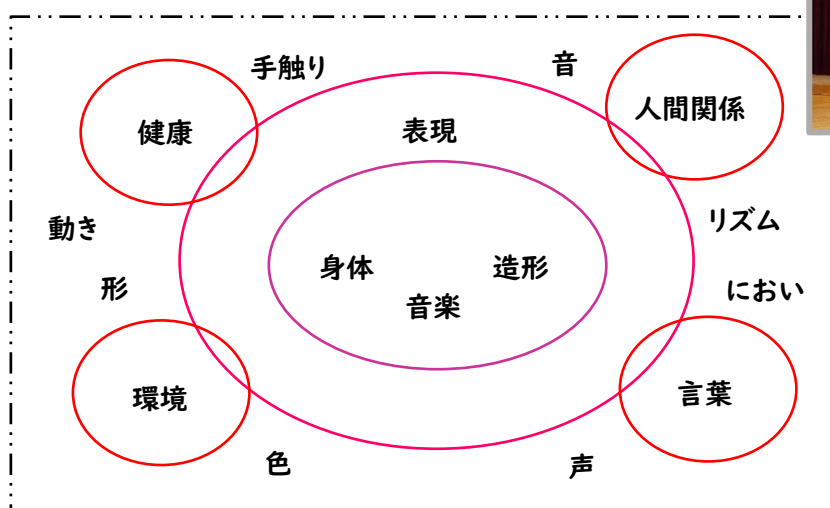 手触り
音
健康
表現
人間関係
動き
リズム
身体
造形
音楽
形
におい
環境
言葉
色
声